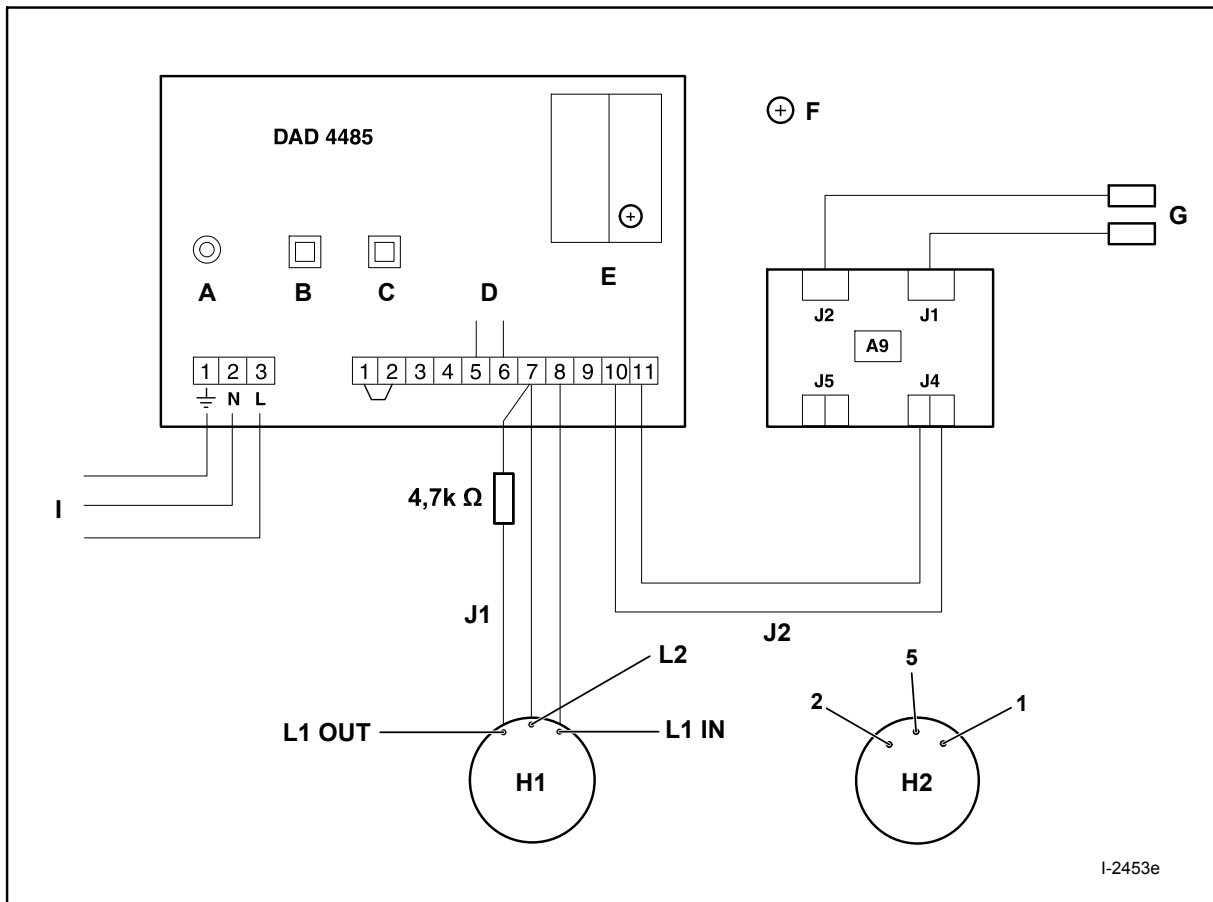 DAD 4485
F
G
A
B
C
D
E
J2
J1
A9
J5
J4
1 2 3
N L
1 2 3 4 5 6 7 8 9 10 11
I
4,7k Ω
J1
J2
L2
L1 OUT
L1 IN
H1
5
2
1
H2
I-2453e